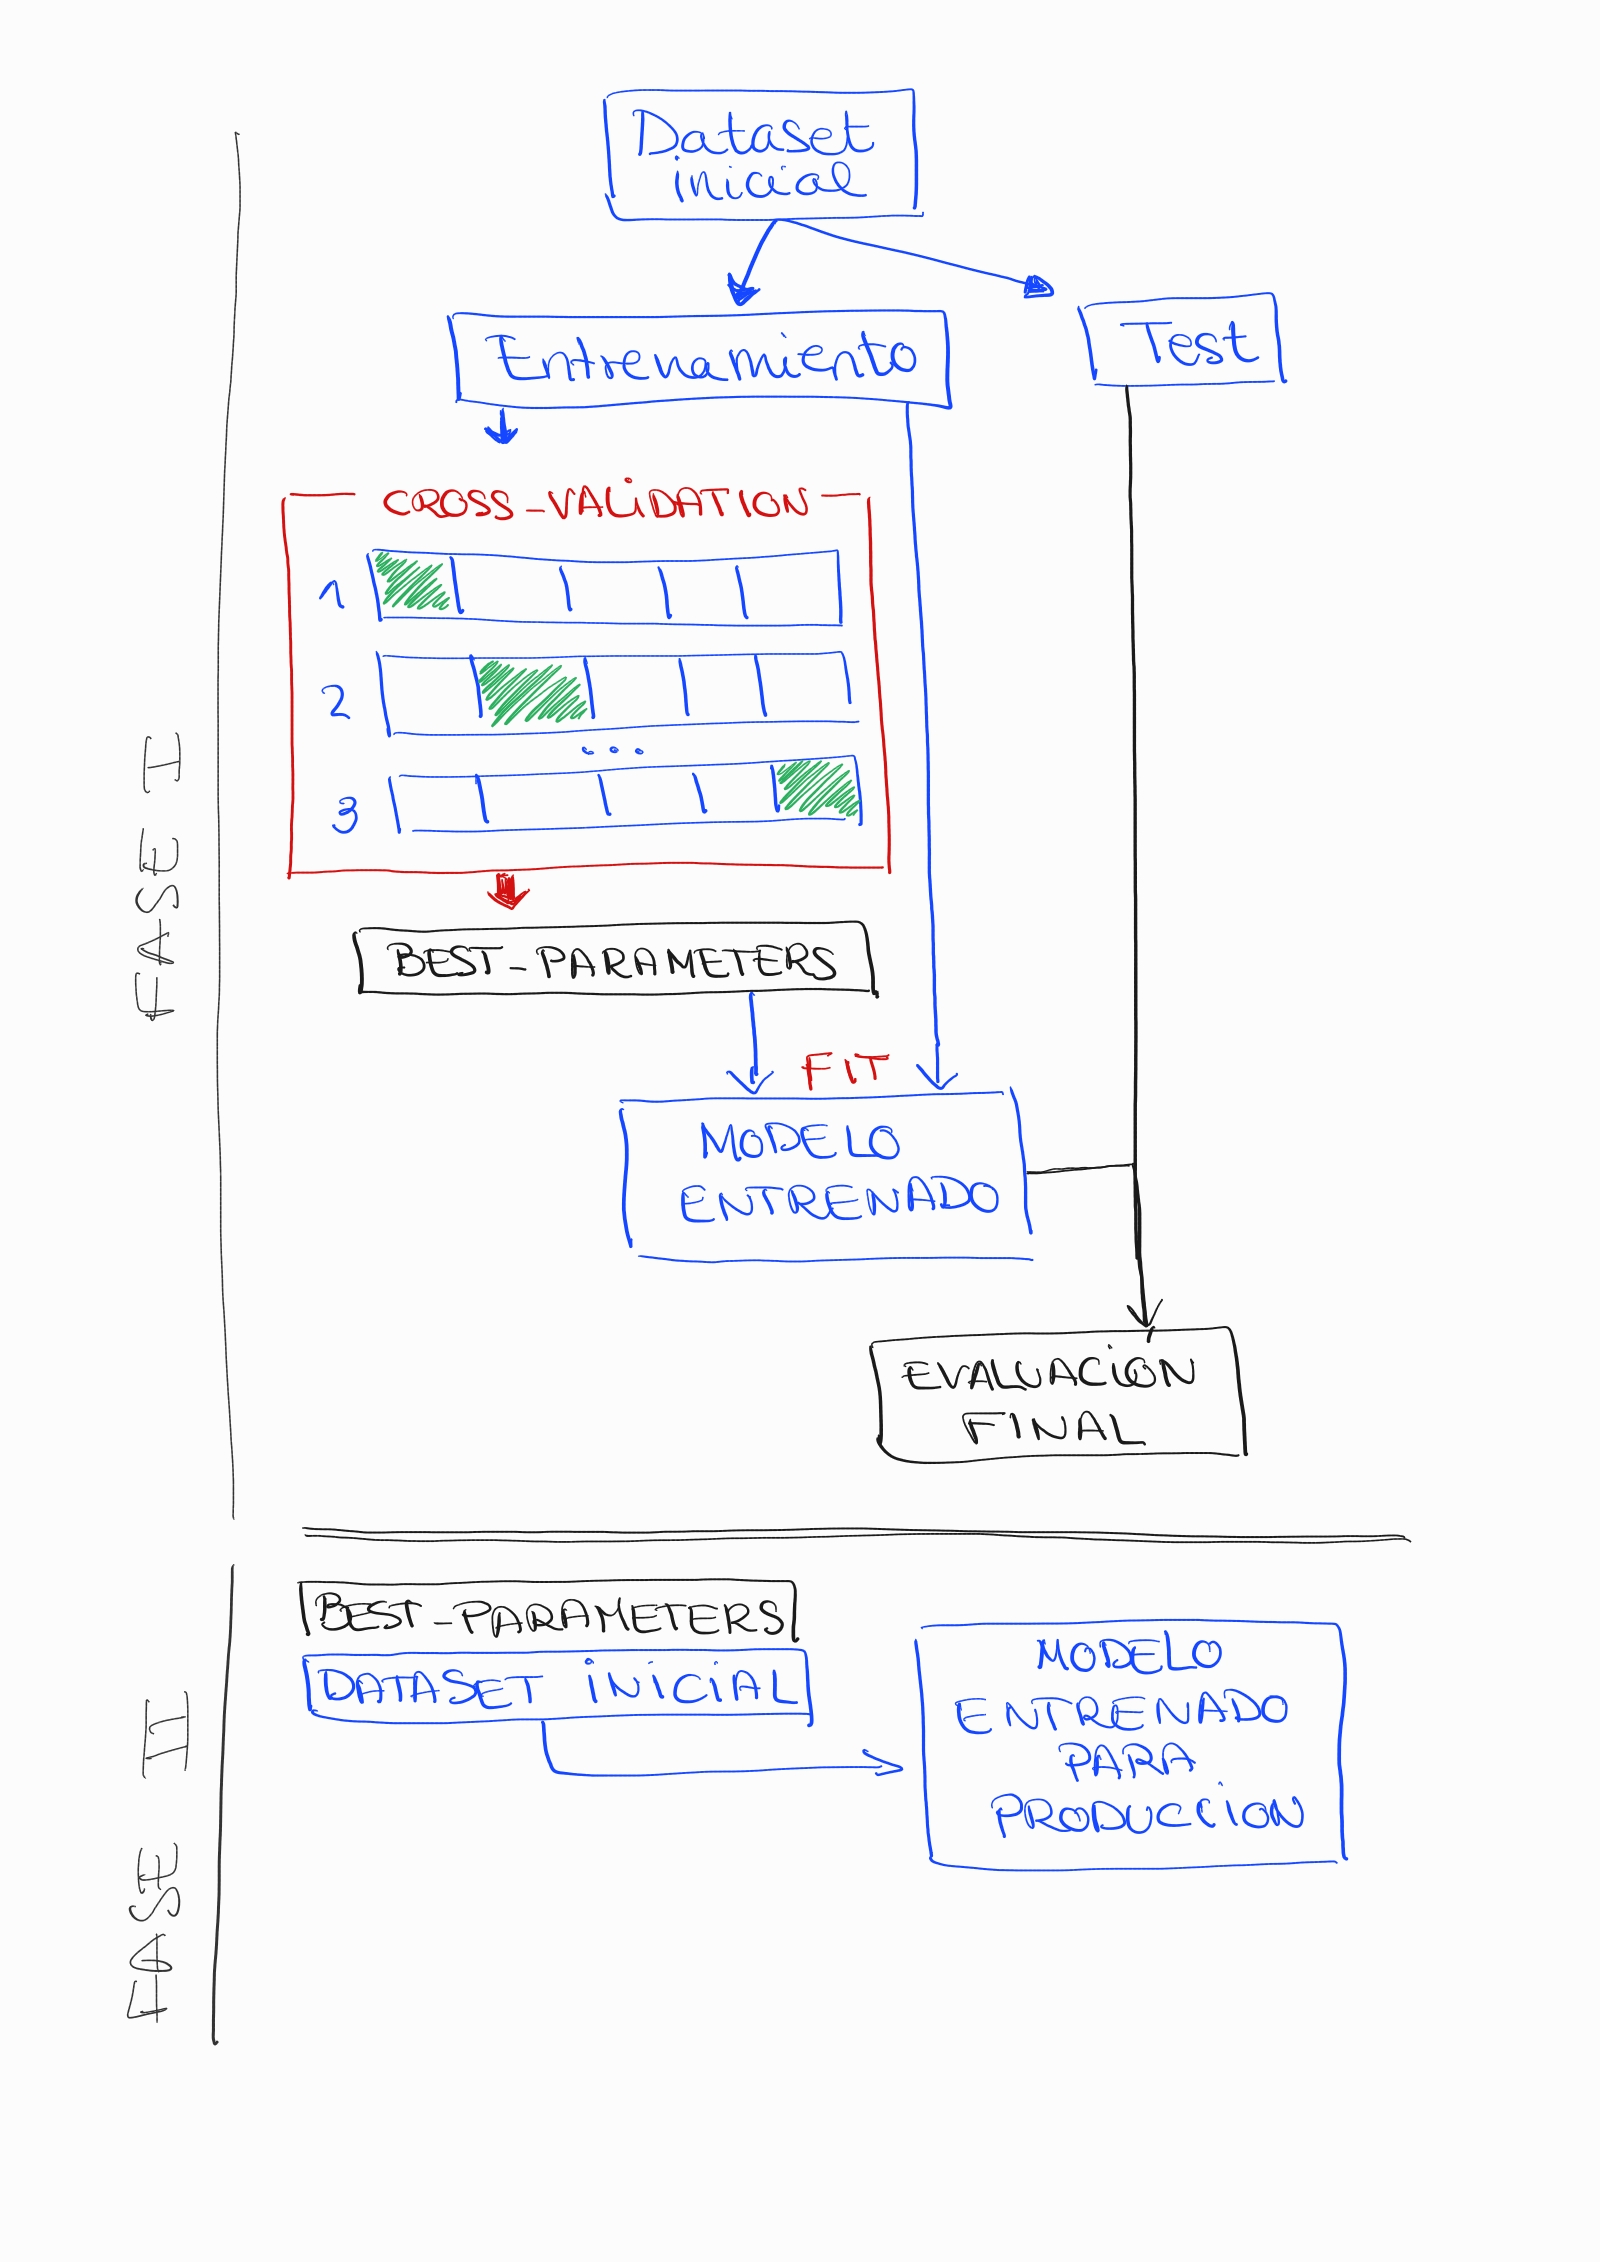 Dataset
inicial
Entrenamiento
Test
CROSS-VALIDATION
1
2
...
3
BEST-PARAMETERS
FIT
MODELO
ENTRENADO
EVALUACIÓN
FINAL
FASE I
BEST-PARAMETERS
DATASET INICIAL
MODELO
ENTRENADO
PARA
PRODUCCION
FASE II